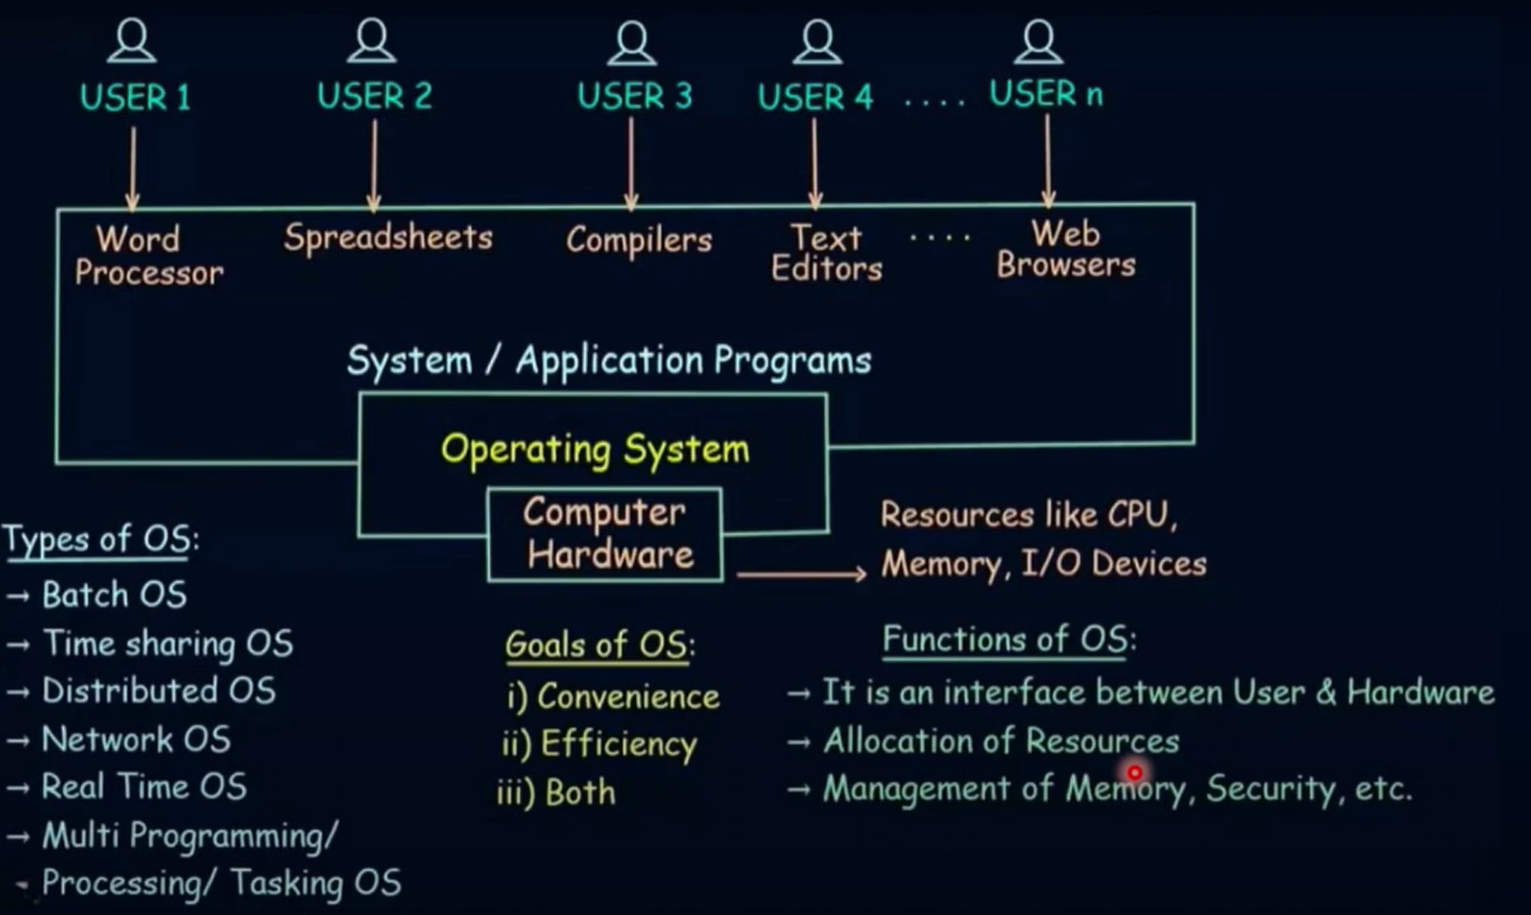 USER 1 USER 2 USER 3 USER 4 .... USER n
Word Processor
Spreadsheets
Compilers
Text Editors
....
Web Browsers
System / Application Programs
Operating System
Computer
Hardware
Resources like CPU,
Memory, I/O Devices
Types of OS:
→ Batch OS
→ Time sharing OS
→ Distributed OS
→ Network OS
→ Real Time OS
→ Multi Programming/
- Processing/ Tasking OS
Goals of OS:
i) Convenience
ii) Efficiency
iii) Both
Functions of OS:
→ It is an interface between User & Hardware
→ Allocation of Resources
→ Management of Memory, Security, etc.